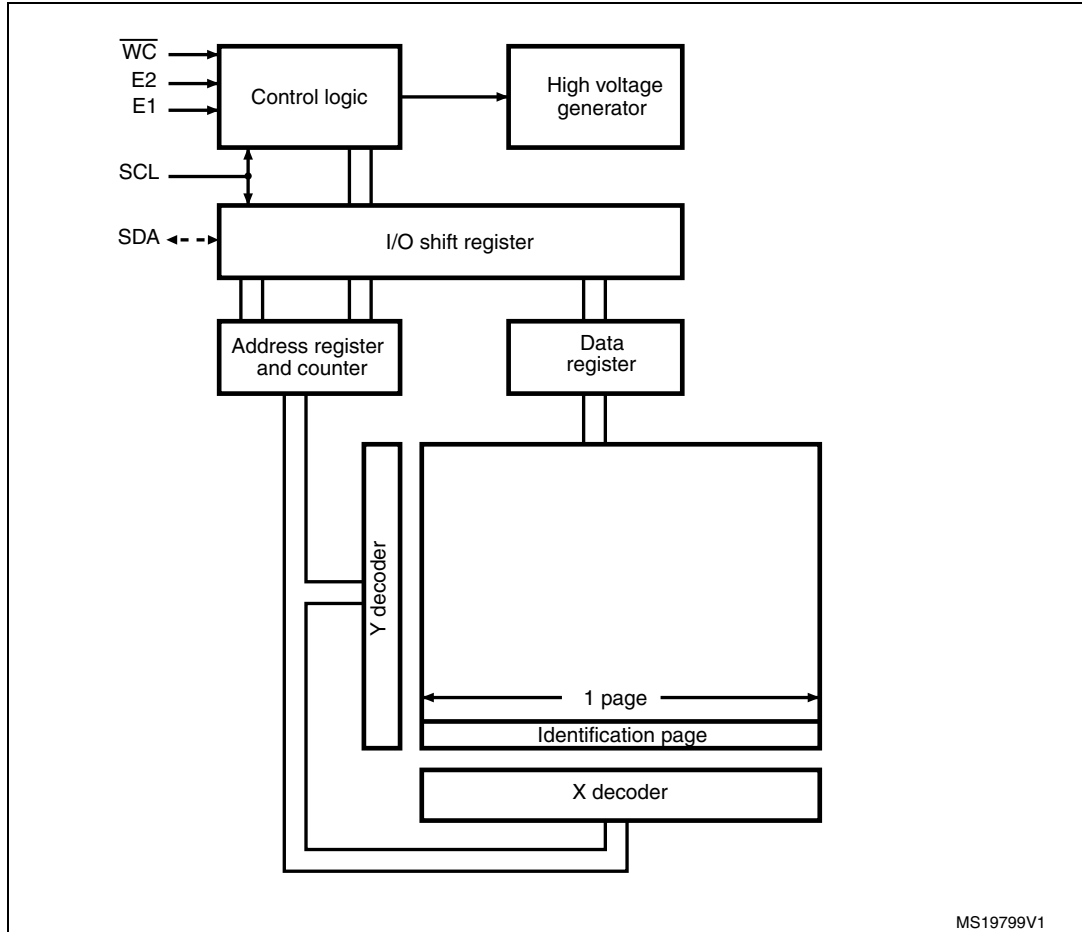 W̅C̅
E2
E1
Control logic
High voltage
generator
SCL
SDA
I/O shift register
Address register
and counter
Data
register
Y decoder
1 page
Identification page
X decoder
MS19799V1